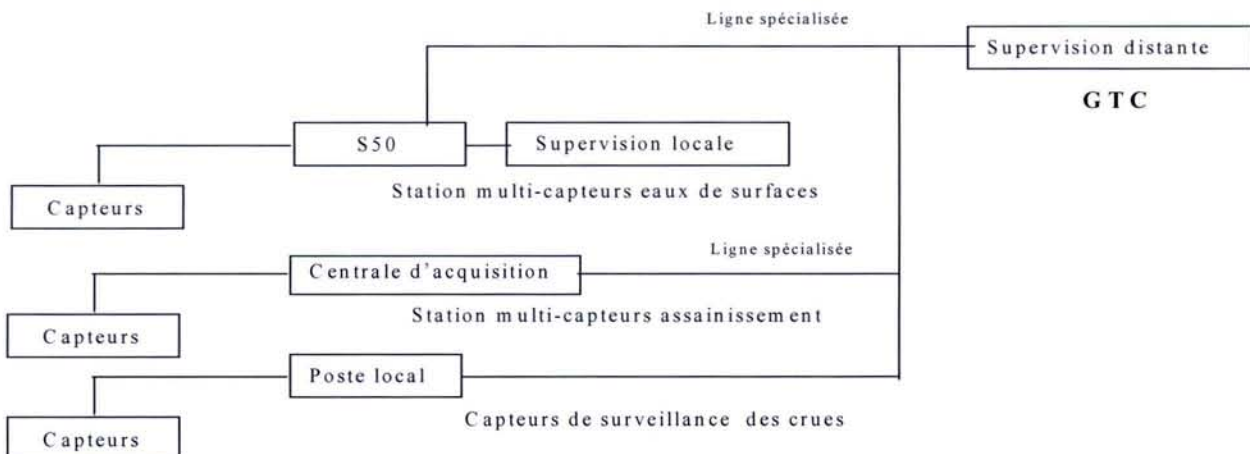 Ligne spécialisée
Supervision distante
GTC
S50
Supervision locale
Station multi-capteurs eaux de surfaces
Capteurs
Ligne spécialisée
Centrale d'acquisition
Station multi-capteurs assainissement
Capteurs
Poste local
Capteurs de surveillance des crues
Capteurs